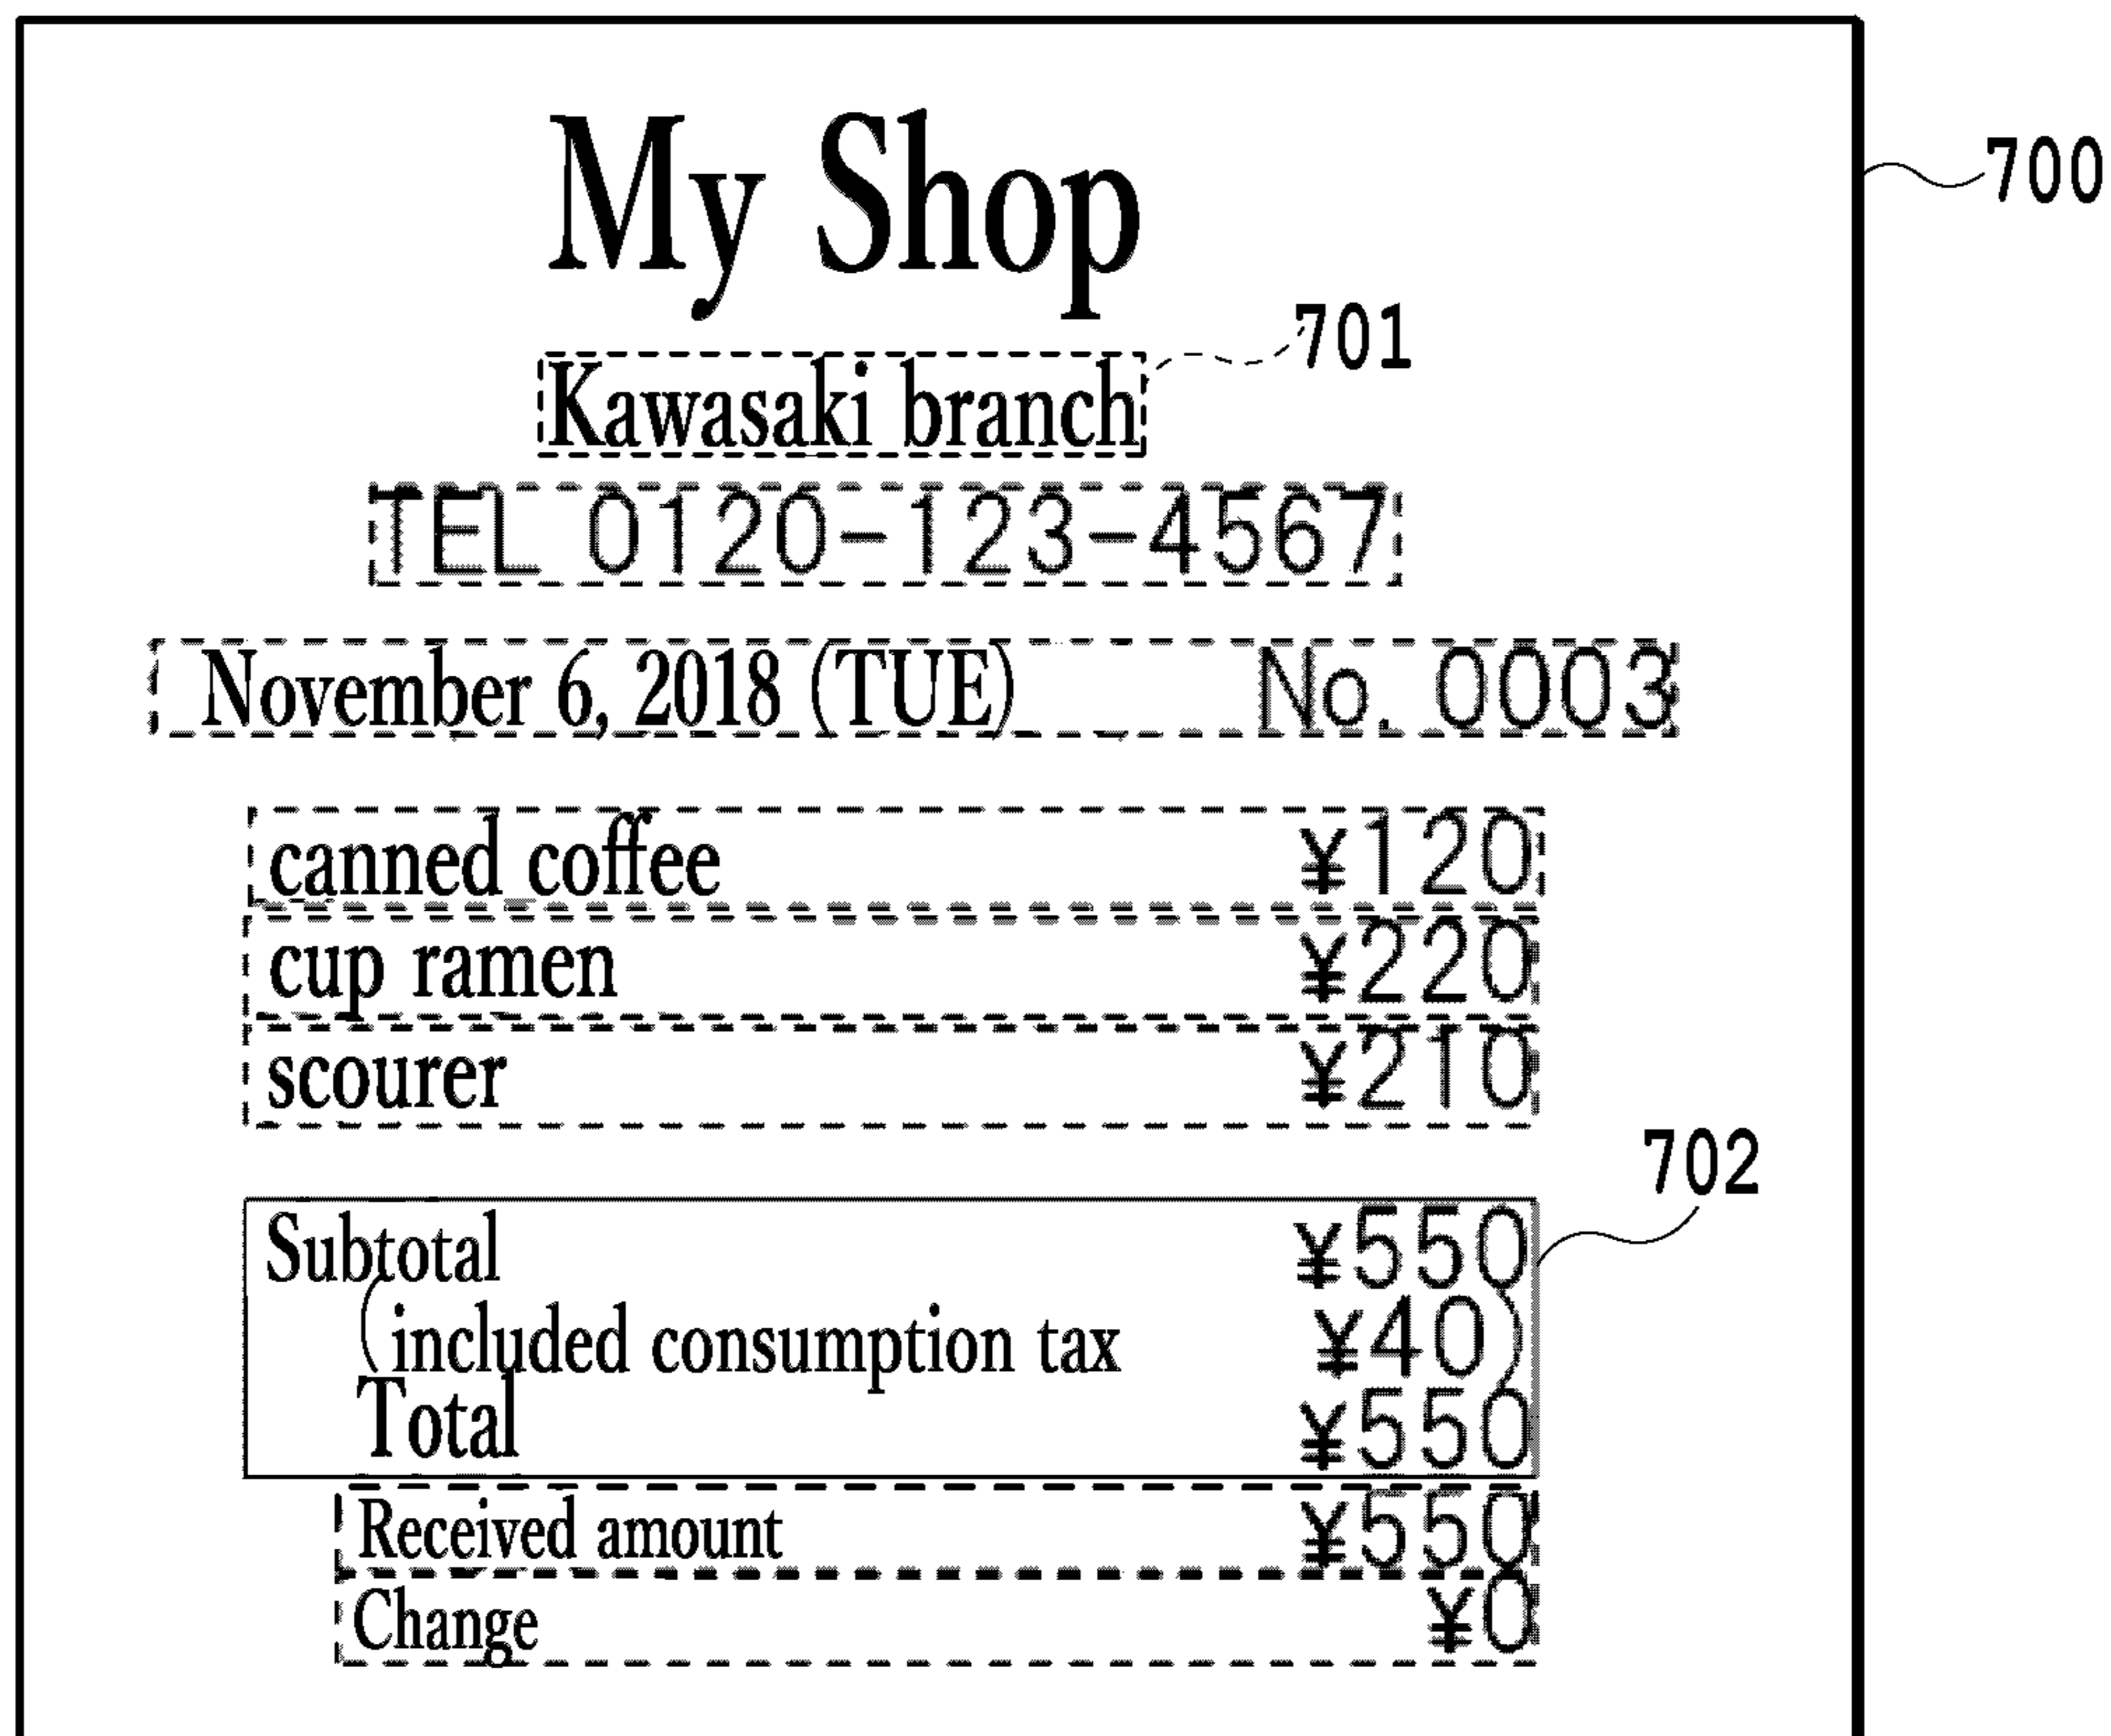 My Shop
700
701
Kawasaki branch
TEL 0120-123-4567
November 6, 2018 (TUE) No. 0003
canned coffee ¥120
cup ramen ¥220
scourer ¥210
702
Subtotal ¥550
(included consumption tax ¥40)
Total ¥550
Received amount ¥550
Change ¥0